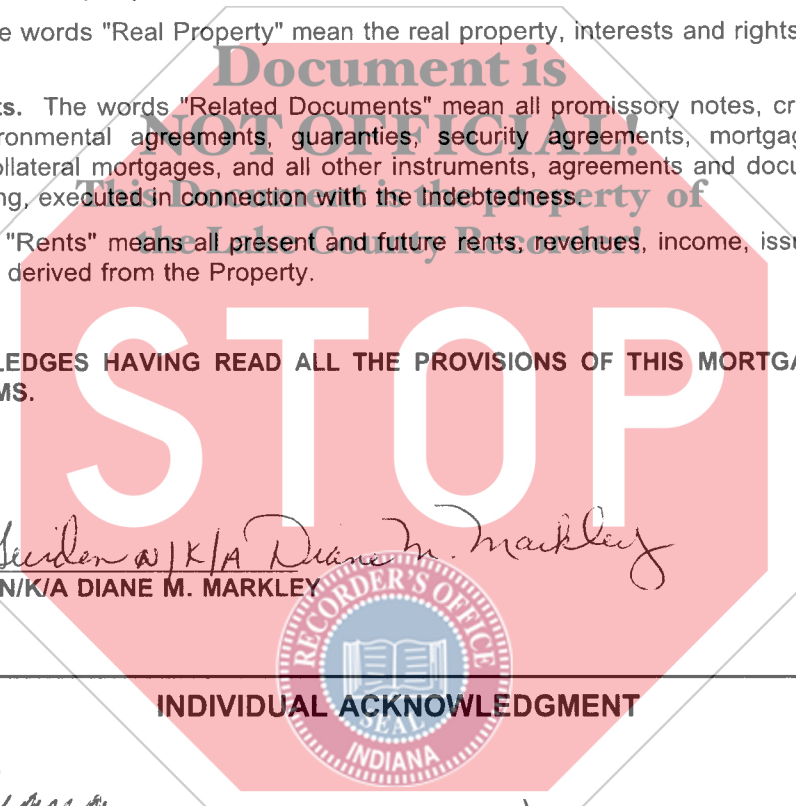 e words "Real Property" mean the real property, interests and rights
Document is
ts. The words "Related Documents" mean all promissory notes, cr
NOT OFFICIAL!
ronmental agreements, guaranties, security agreements, mortgag
ollateral mortgages, and all other instruments, agreements and docu
This Document is the property of
ng, executed in connection with the Indebtedness.
the Lake County Recorder!
"Rents" means all present and future rents, revenues, income, issu
derived from the Property.
STOP
LEDGES HAVING READ ALL THE PROVISIONS OF THIS MORTGA
MS.
N/K/A Diane M. Markley
N/K/A DIANE M. MARKLEY
RECORDER'S OFFICE
SEAL
INDIANA
INDIVIDUAL ACKNOWLEDGMENT